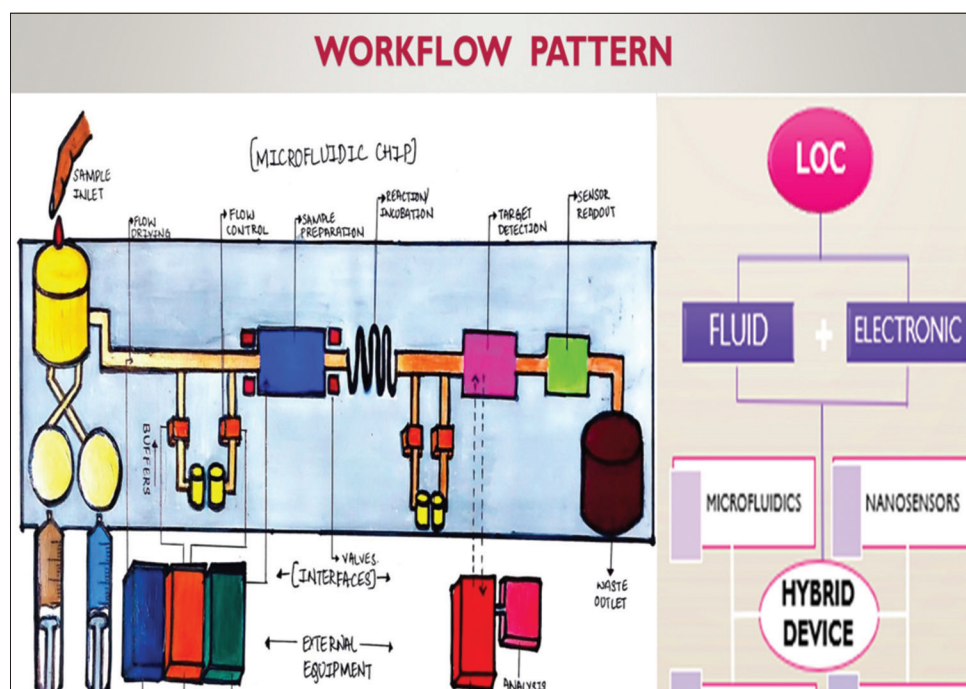 WORKFLOW PATTERN
[MICROFLUIDIC CHIP]
SAMPLE
INLET
FLOW
DRIVING
FLOW
CONTROL
SAMPLE
PREPARATION
REACTION/
INCUBATION
TARGET
DETECTION
SENSOR
READOUT
BUFFERS
VALVES
[INTERFACES]
WASTE
OUTLET
EXTERNAL
EQUIPMENT
ANALYSIS
LOC
FLUID
+
ELECTRONIC
MICROFLUIDICS
NANOSENSORS
HYBRID
DEVICE